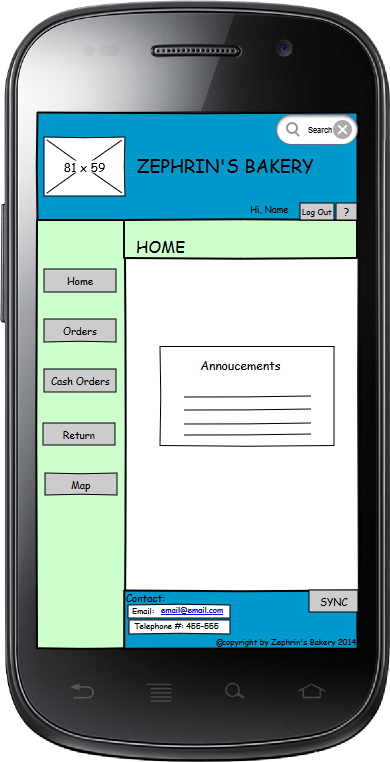 Search
81 x 59
ZEPHRIN'S BAKERY
Hi, Name
Log Out
?
HOME
Home
Orders
Cash Orders
Return
Map
Annoucements
Contact:
Email: email@email.com
Telephone #: 455-555
SYNC
©copyright by Zephrin's Bakery 2014